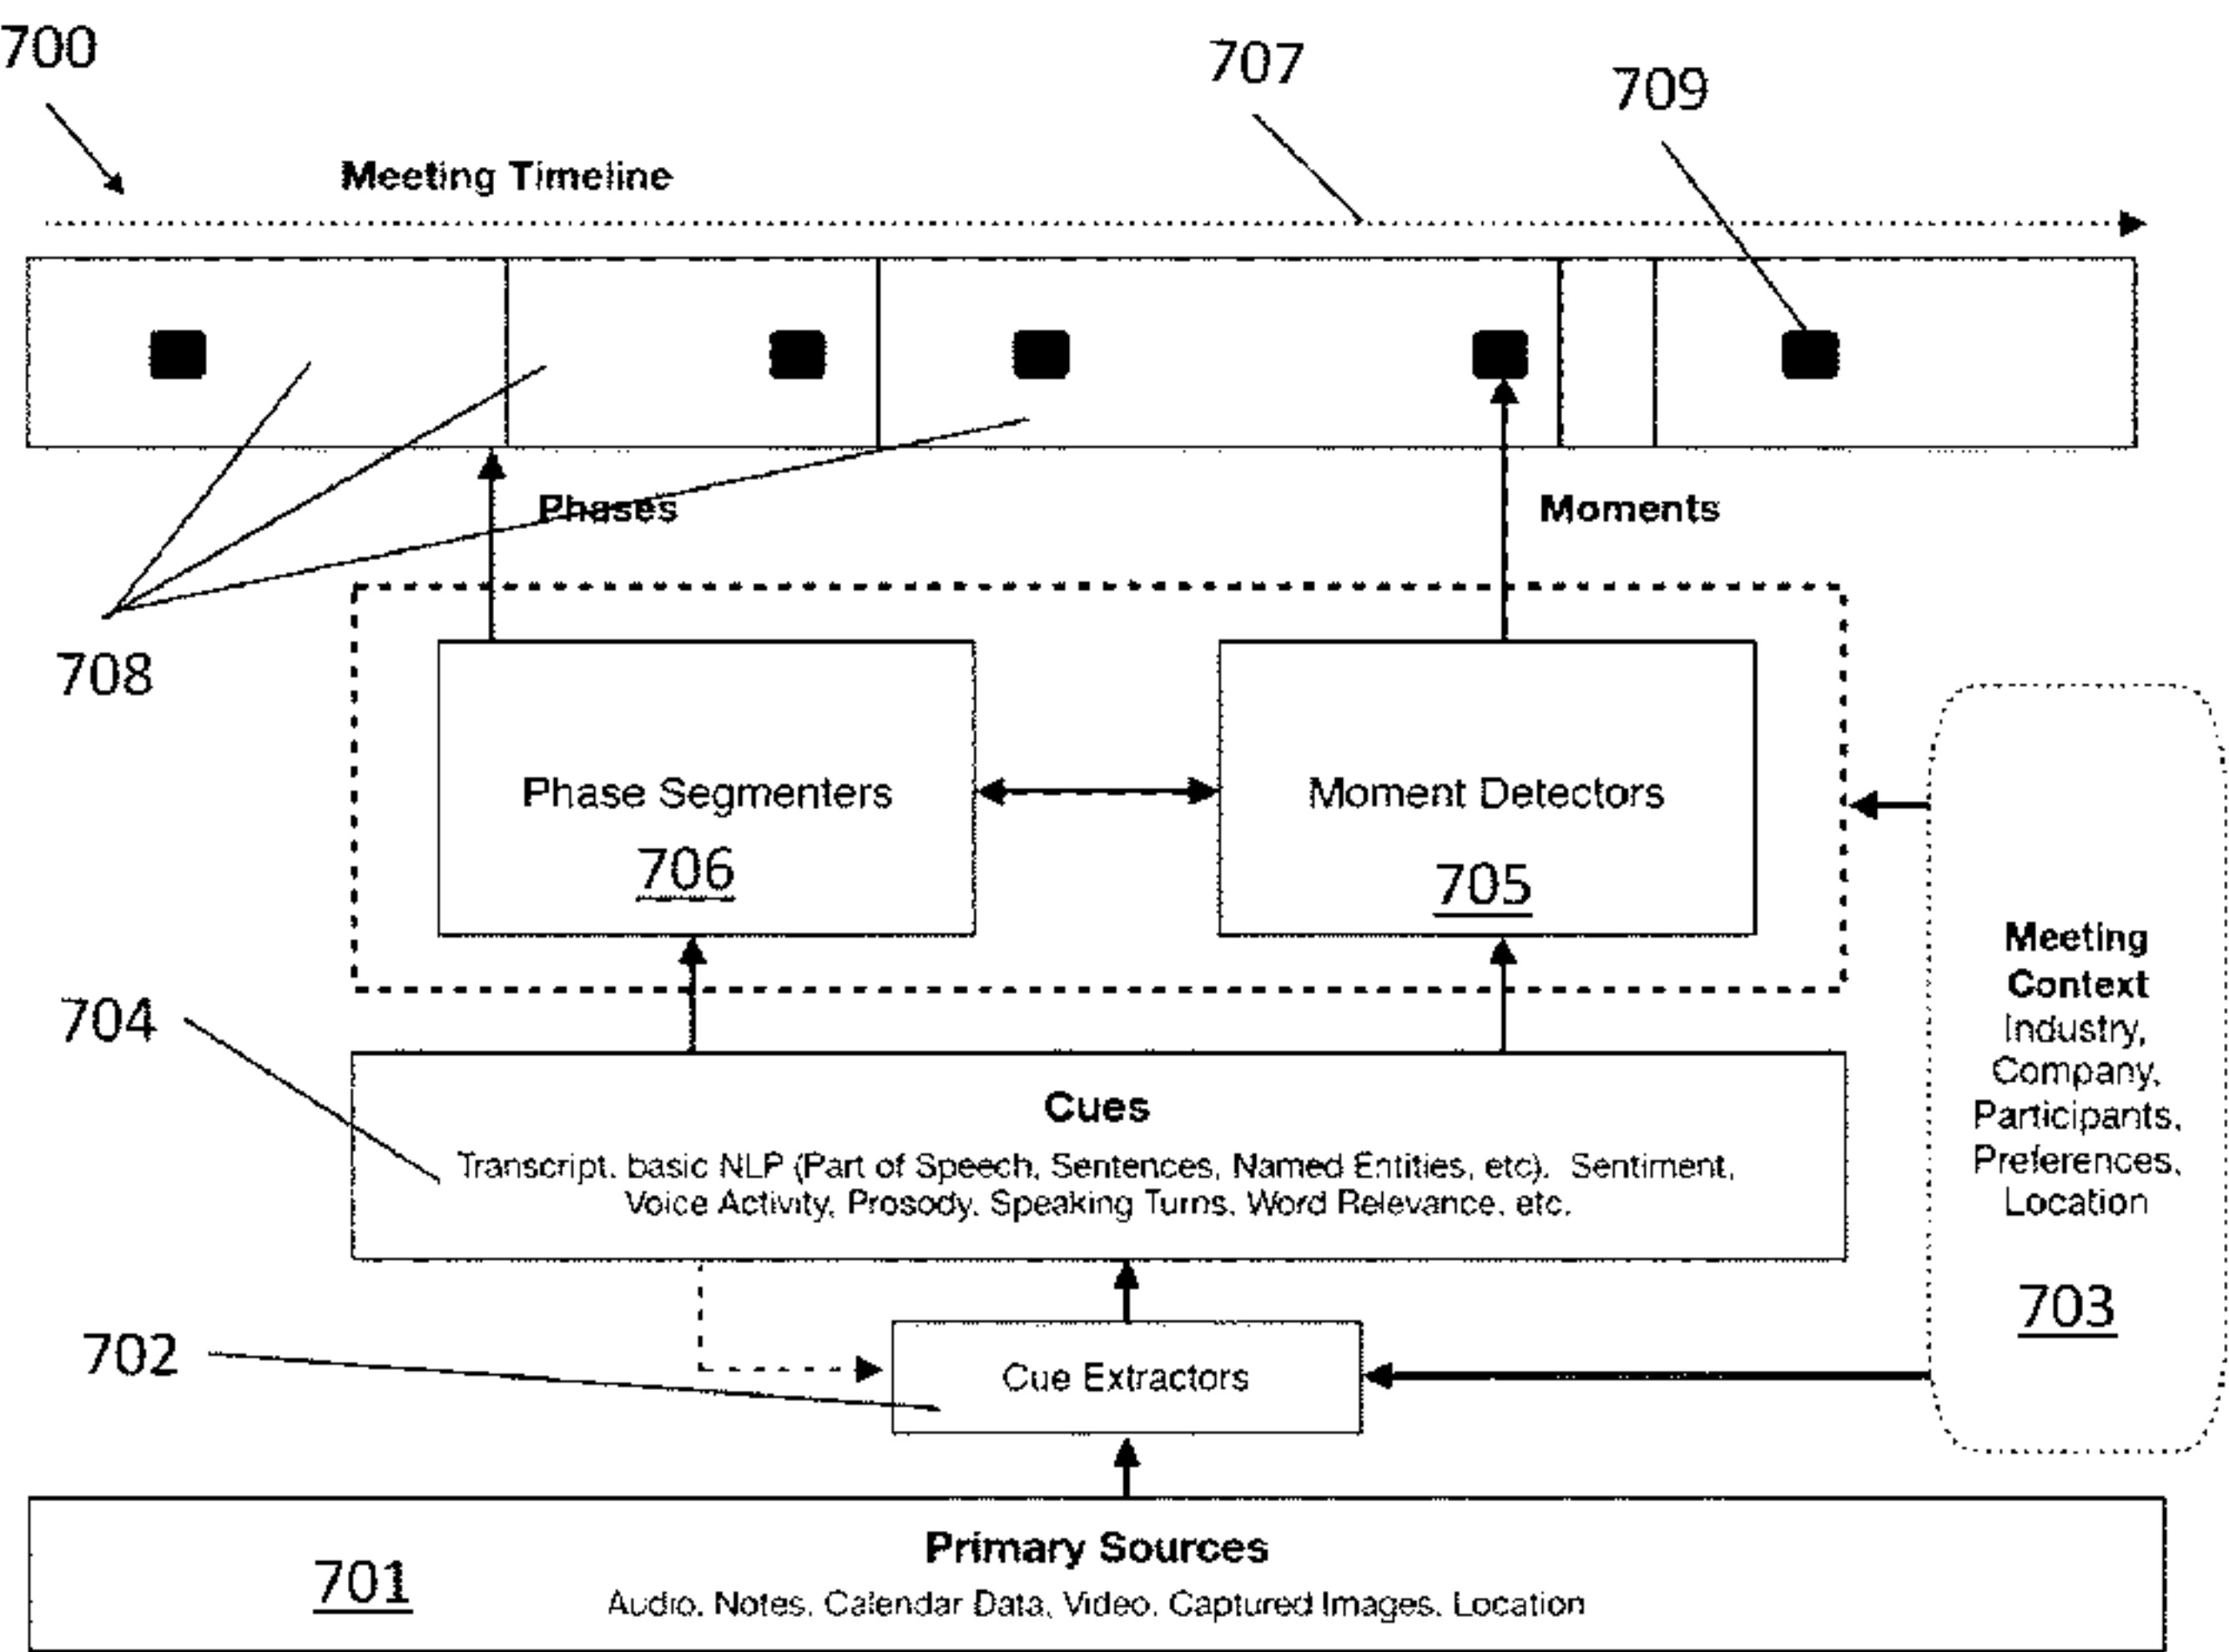 700
707
709
Meeting Timeline
Phases
Moments
708
Phase Segmenters
706
Moment Detectors
705
Meeting
Context
Industry,
Company,
Participants,
Preferences,
Location
703
704
Cues
Transcript, basic NLP (Part of Speech, Sentences, Named Entities, etc). Sentiment,
Voice Activity, Prosody, Speaking Turns, Word Relevance, etc.
702
Cue Extractors
Primary Sources
701
Audio, Notes, Calendar Data, Video, Captured Images, Location